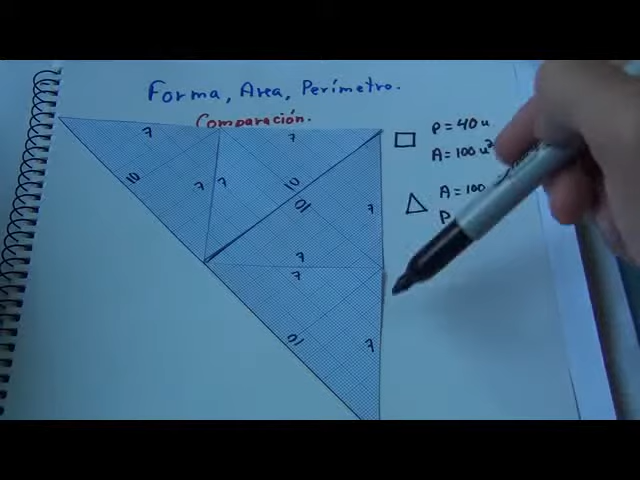 Forma, Area, Perímetro.
Comparación.
P = 40 u
A = 100 u²
A = 100
P
7
7
10
7 7
10
10
7
7
7
10
7